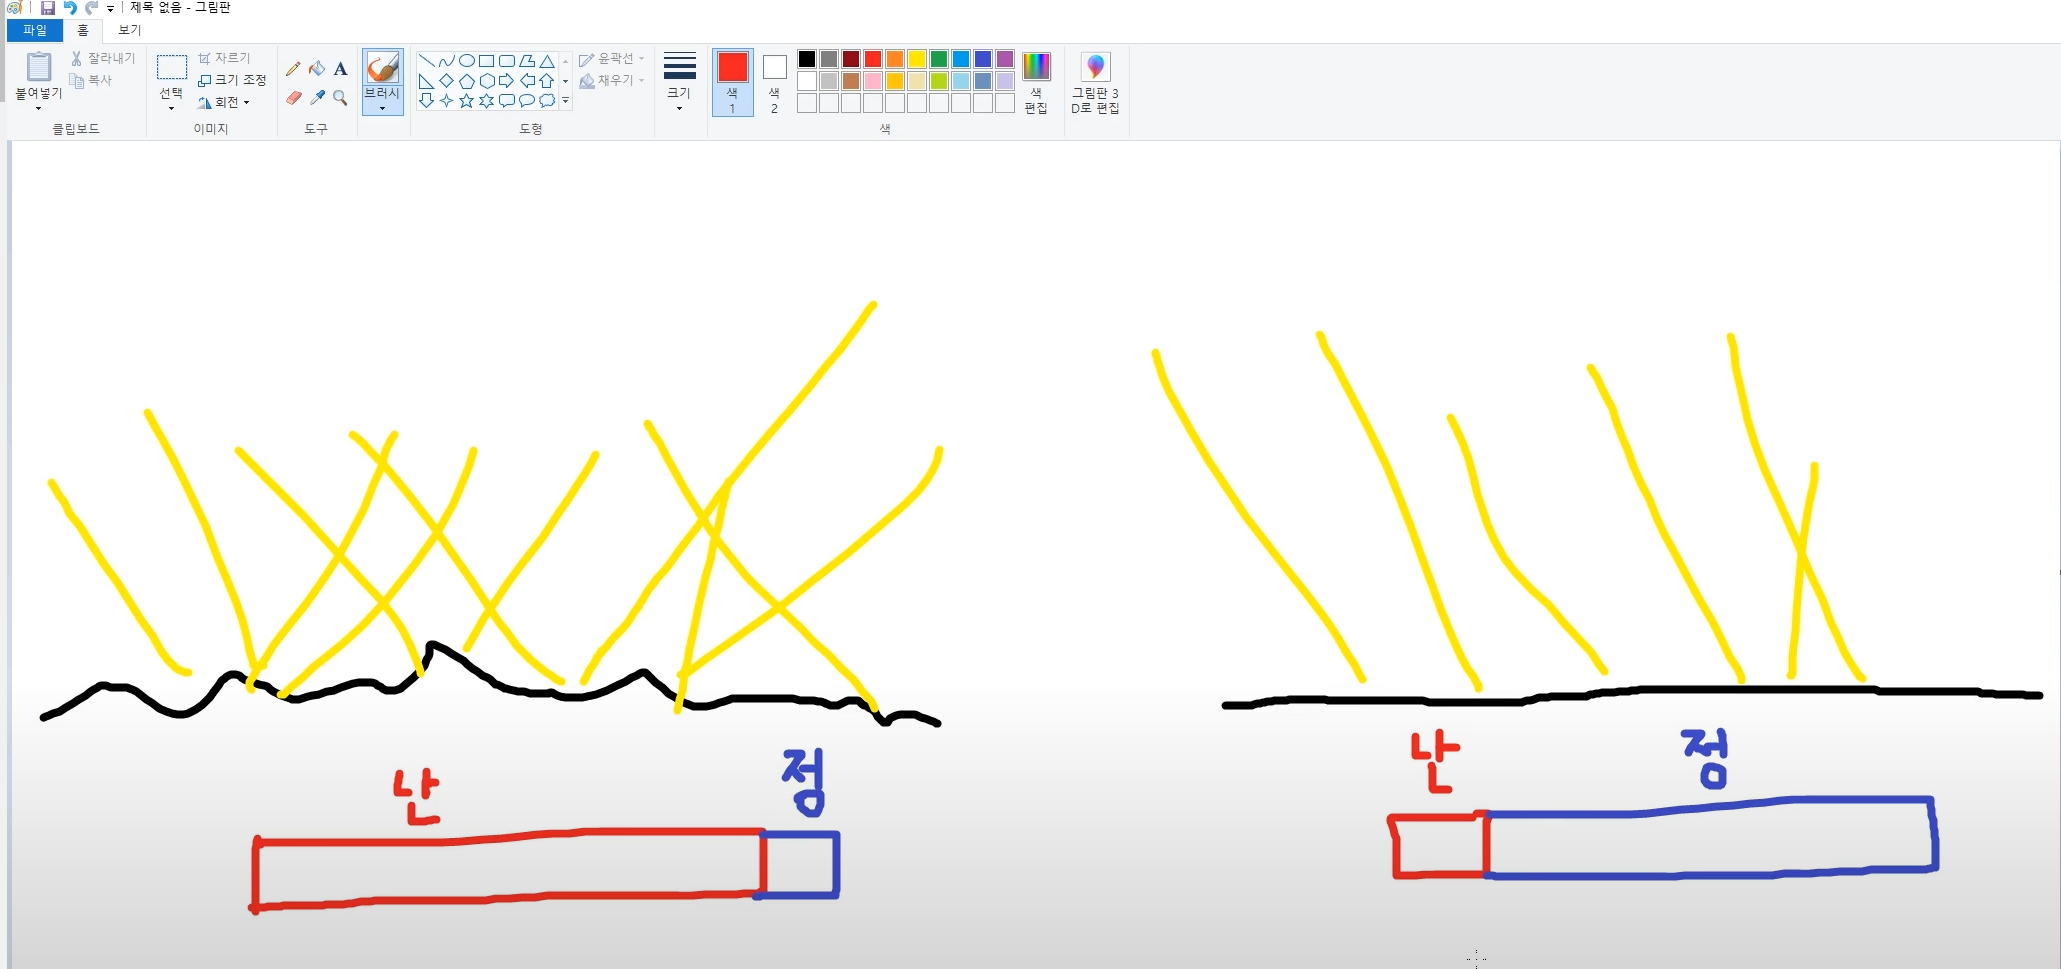 제목 없음 - 그림판
파일 홈 보기
붙여넣기
잘라내기
복사
클립보드
선택
자르기
크기 조정
회전
이미지
A
도구
브러시
윤곽선
채우기
도형
크기
색
1
색
2
색
편집
색
그림판 3
D로 편집
난 점
난 점